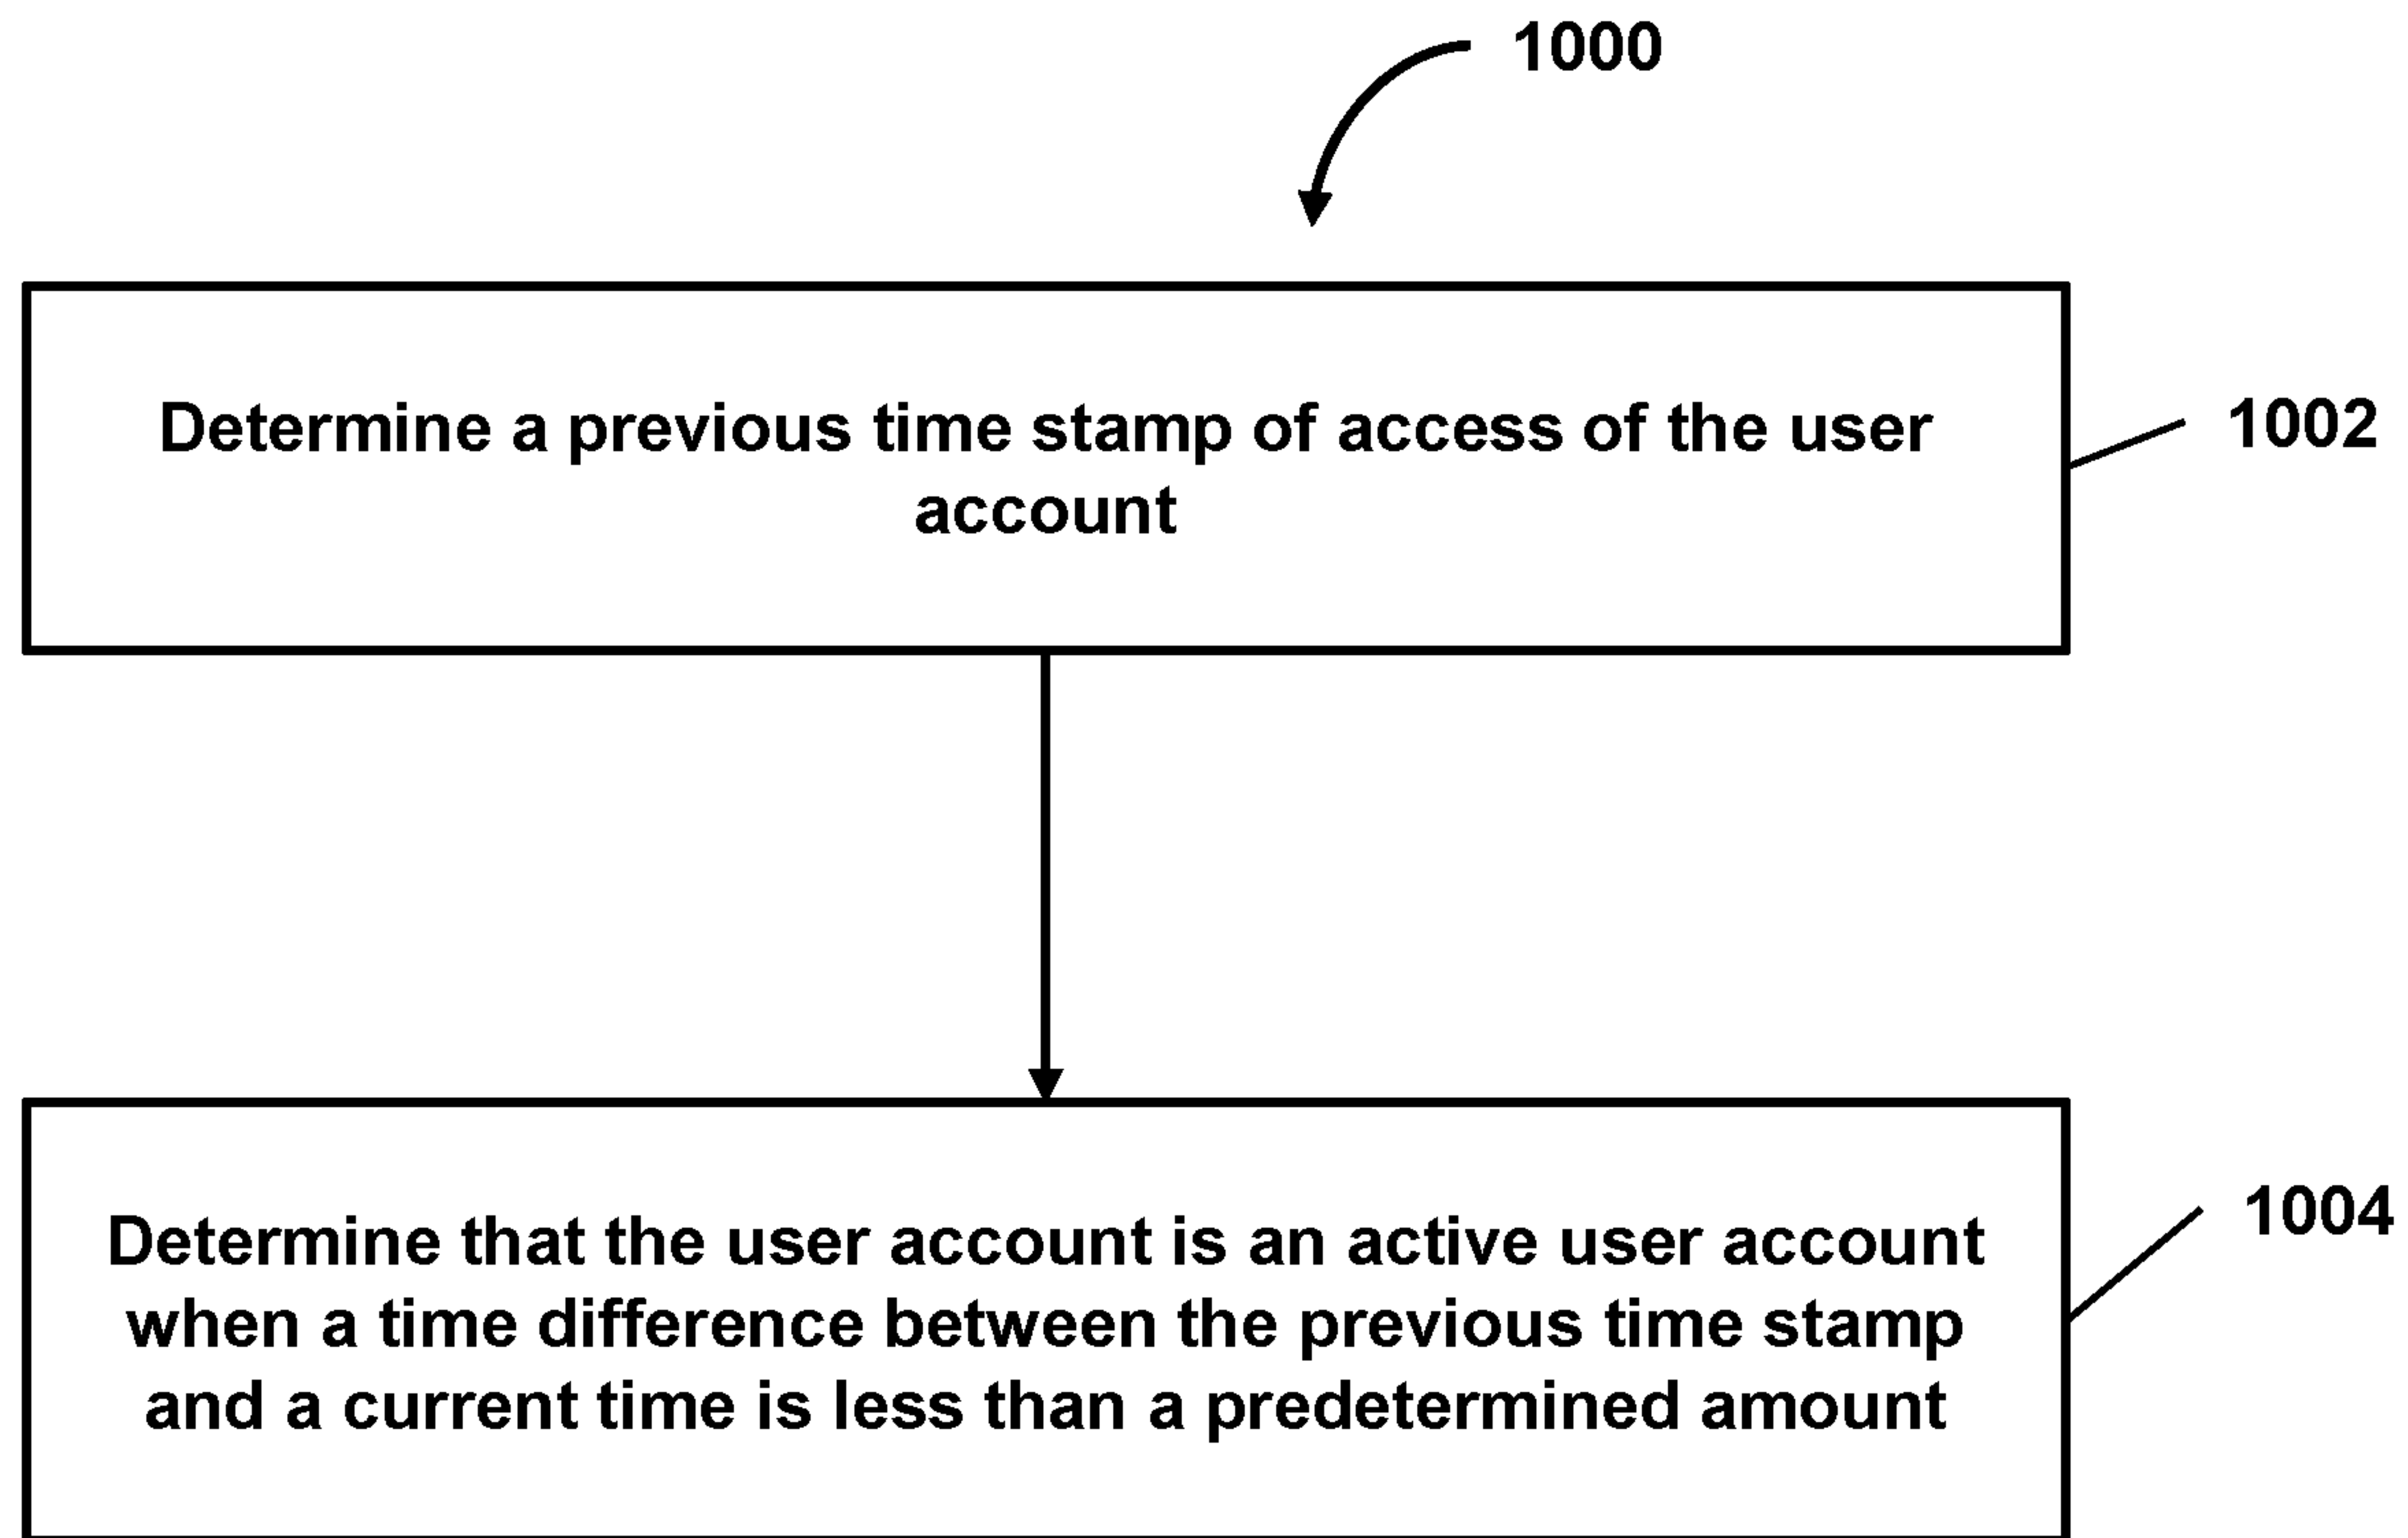 1000
Determine a previous time stamp of access of the user
account
1002
Determine that the user account is an active user account
when a time difference between the previous time stamp
and a current time is less than a predetermined amount
1004